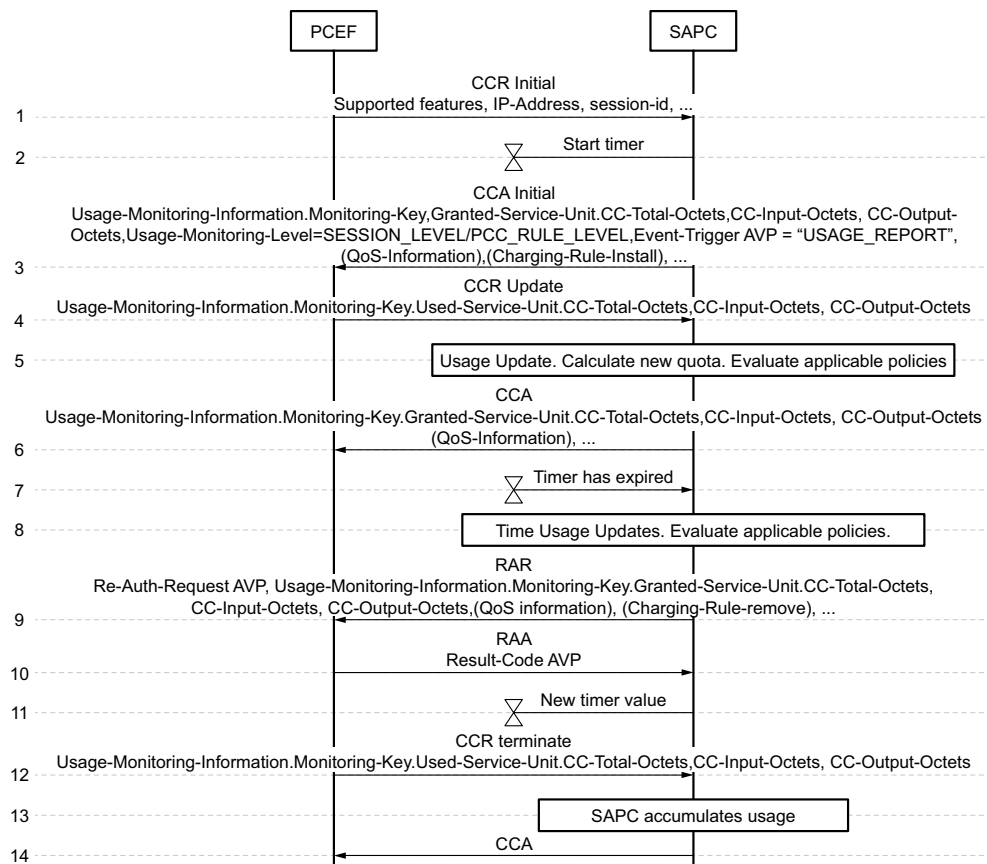 PCEF
SAPC
CCR Initial
Supported features, IP-Address, session-id, ...
1
Start timer
2
CCA Initial
Usage-Monitoring-Information.Monitoring-Key,Granted-Service-Unit.CC-Total-Octets,CC-Input-Octets, CC-Output-
Octets,Usage-Monitoring-Level=SESSION_LEVEL/PCC_RULE_LEVEL,Event-Trigger AVP = “USAGE_REPORT”,
(QoS-Information),(Charging-Rule-Install), ...
3
CCR Update
Usage-Monitoring-Information.Monitoring-Key.Used-Service-Unit.CC-Total-Octets,CC-Input-Octets, CC-Output-Octets
4
5
Usage Update. Calculate new quota. Evaluate applicable policies
CCA
Usage-Monitoring-Information.Monitoring-Key.Granted-Service-Unit.CC-Total-Octets,CC-Input-Octets, CC-Output-Octets
(QoS-Information), ...
6
Timer has expired
7
8
Time Usage Updates. Evaluate applicable policies.
RAR
Re-Auth-Request AVP, Usage-Monitoring-Information.Monitoring-Key.Granted-Service-Unit.CC-Total-Octets,
CC-Input-Octets, CC-Output-Octets,(QoS information), (Charging-Rule-remove), ...
9
RAA
Result-Code AVP
10
New timer value
11
CCR terminate
Usage-Monitoring-Information.Monitoring-Key.Used-Service-Unit.CC-Total-Octets,CC-Input-Octets, CC-Output-Octets
12
13
SAPC accumulates usage
CCA
14